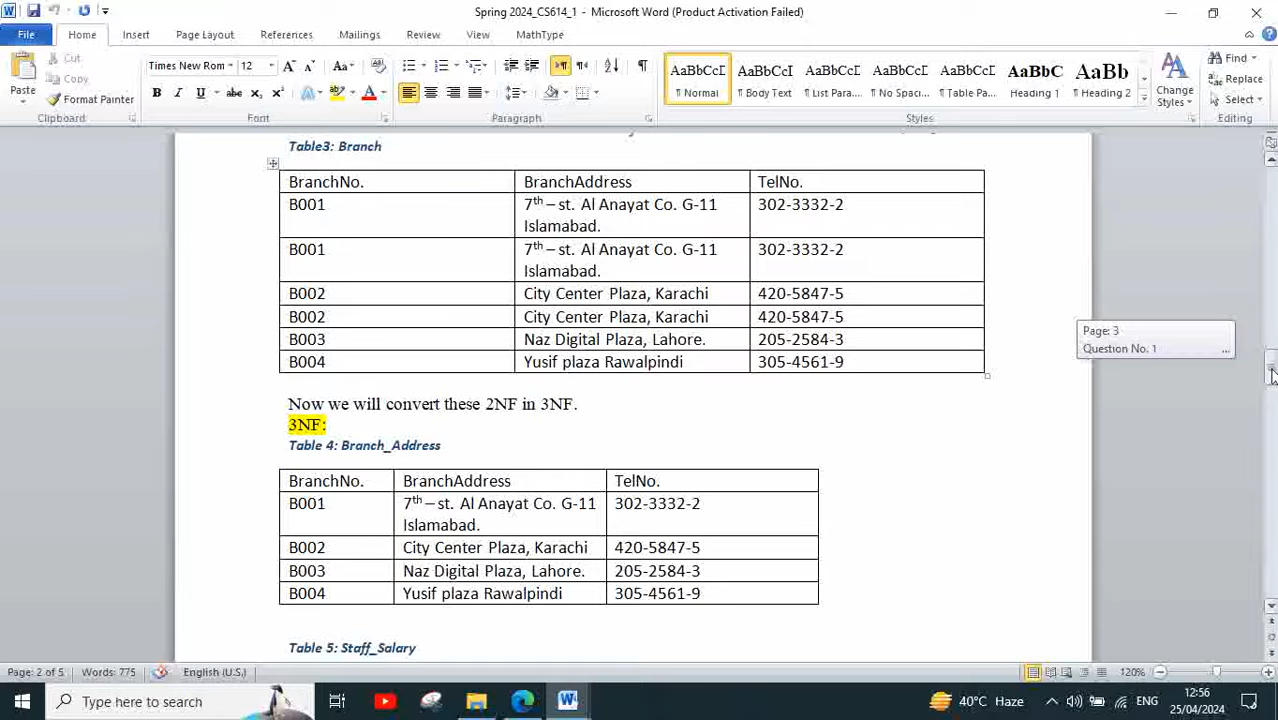 Spring 2024_CS614_1 - Microsoft Word (Product Activation Failed)
File Home Insert Page Layout References Mailings Review View MathType
Paste Cut Copy Format Painter
Times New Rom 12
AaBbCcI AaBbCcD AaBbCcD AaBbCcD AaBbCcD AaBbC AaBb
¶ Normal ¶ Body Text ¶ List Para... ¶ No Spaci... ¶ Table Pa... Heading 1 ¶ Heading 2
Change Styles
Find Replace Select
Clipboard Font Paragraph Styles Editing
Table3: Branch
BranchNo. BranchAddress TelNo.
B001 7th – st. Al Anayat Co. G-11 302-3332-2
Islamabad.
B001 7th – st. Al Anayat Co. G-11 302-3332-2
Islamabad.
B002 City Center Plaza, Karachi 420-5847-5
B002 City Center Plaza, Karachi 420-5847-5
B003 Naz Digital Plaza, Lahore. 205-2584-3
B004 Yusif plaza Rawalpindi 305-4561-9
Page: 3
Question No. 1 ...
Now we will convert these 2NF in 3NF.
3NF:
Table 4: Branch_Address
BranchNo. BranchAddress TelNo.
B001 7th – st. Al Anayat Co. G-11 302-3332-2
Islamabad.
B002 City Center Plaza, Karachi 420-5847-5
B003 Naz Digital Plaza, Lahore. 205-2584-3
B004 Yusif plaza Rawalpindi 305-4561-9
Table 5: Staff_Salary
Page: 2 of 5 Words: 775 English (U.S.) 120%
Type here to search 40°C Haze ENG 12:56
25/04/2024